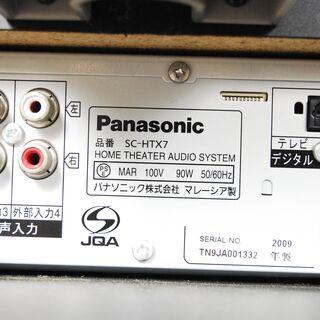 左
右
3 外部入力4
声入力
Panasonic
品番 SC-HTX7
HOME THEATER AUDIO SYSTEM
PS E MAR 100V 90W 50/60Hz
パナソニック株式会社 マレーシア製
JQA
SERIAL NO. 2009
TN9JA001332 年製
テレビ
デジタル